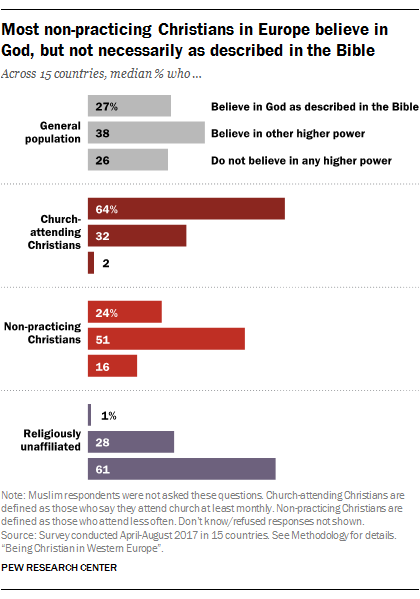 Most non-practicing Christians in Europe believe in
God, but not necessarily as described in the Bible
Across 15 countries, median % who ...
General
population
27% Believe in God as described in the Bible
38 Believe in other higher power
26 Do not believe in any higher power
Church-
attending
Christians
64%
32
2
Non-practicing
Christians
24%
51
16
Religiously
unaffiliated
1%
28
61
Note: Muslim respondents were not asked these questions. Church-attending Christians are
defined as those who say they attend church at least monthly. Non-practicing Christians are
defined as those who attend less often. Don't know/refused responses not shown.
Source: Survey conducted April-August 2017 in 15 countries. See Methodology for details.
"Being Christian in Western Europe".
PEW RESEARCH CENTER